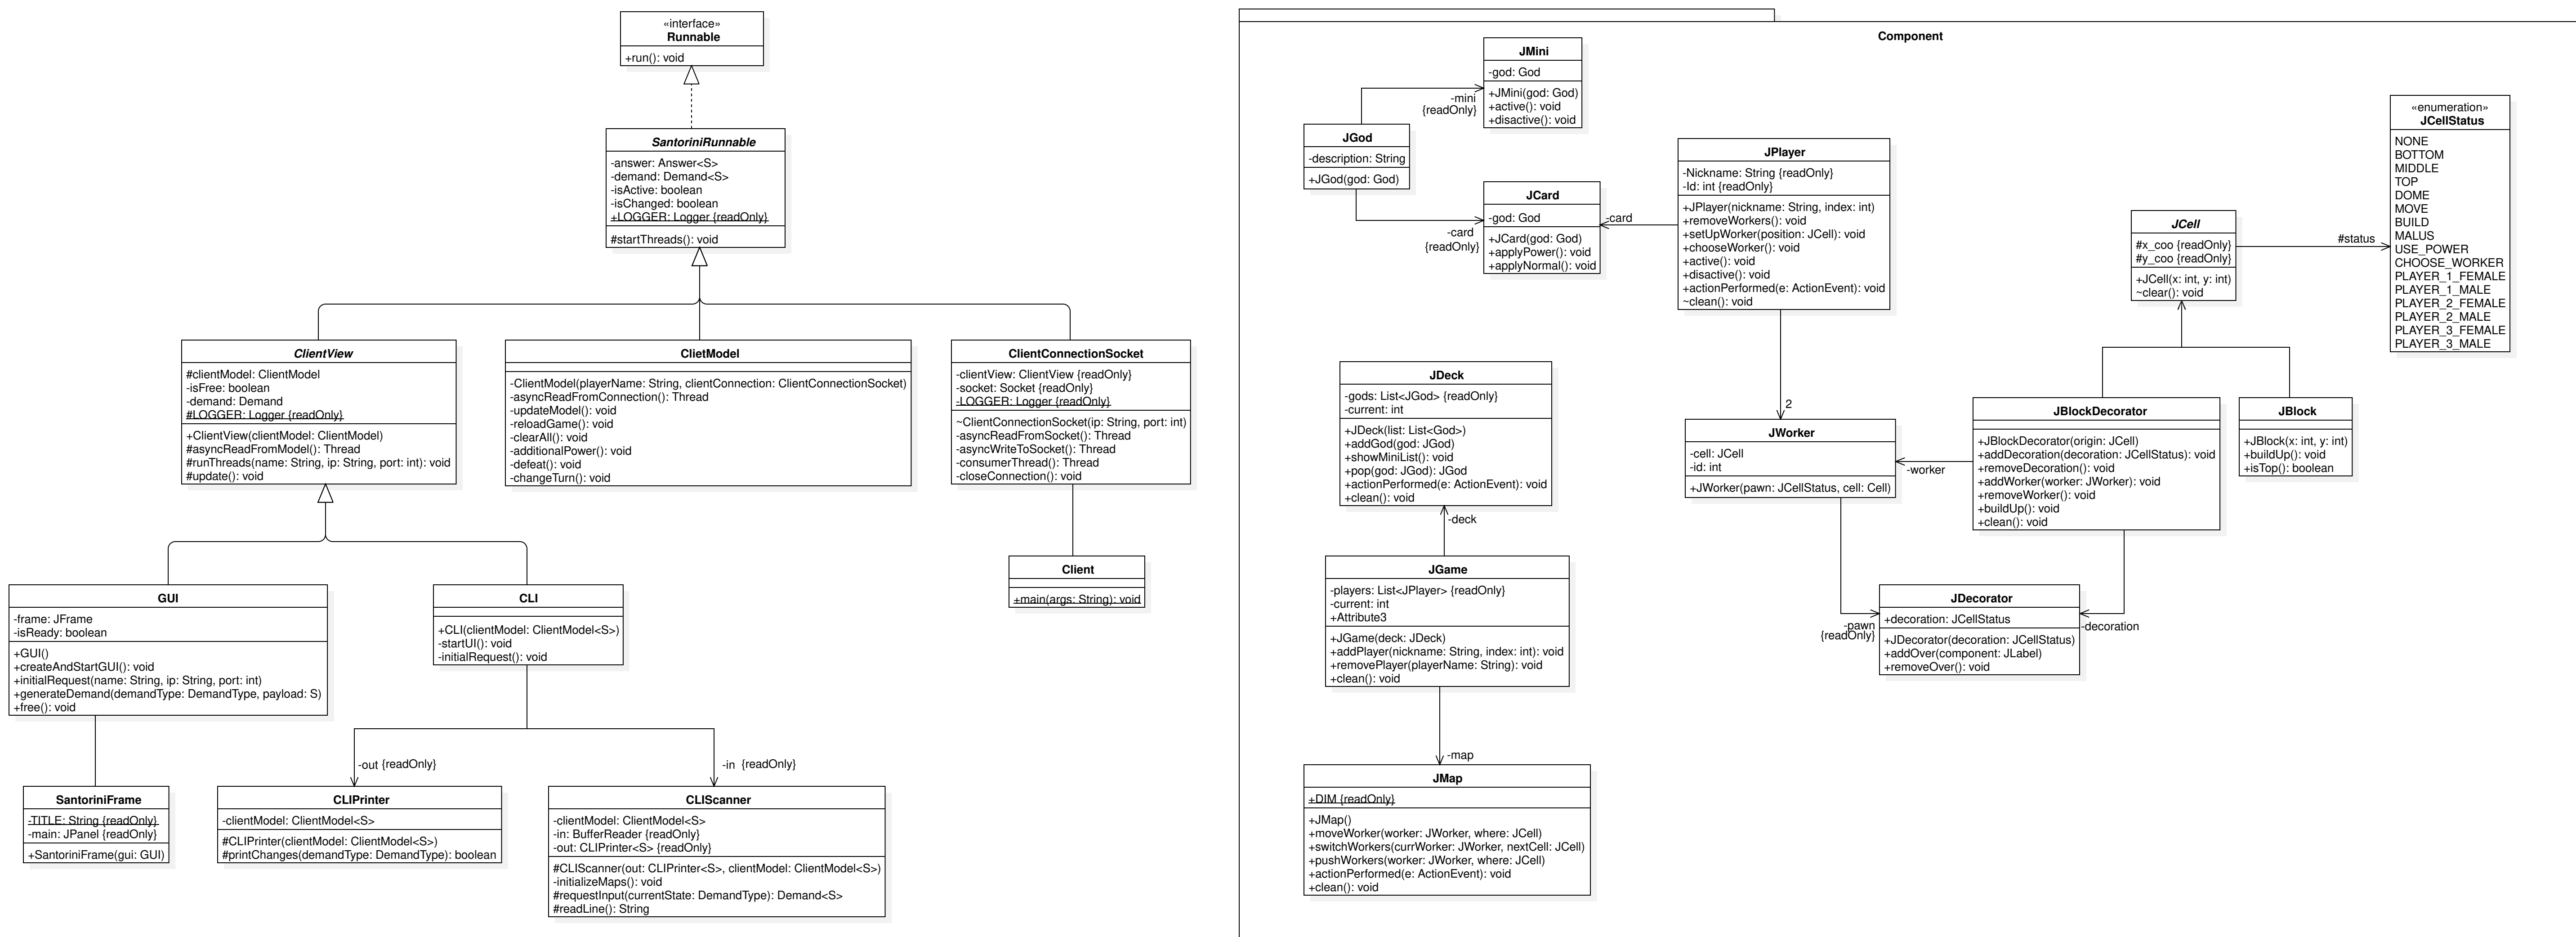 «interface»
Runnable
+run(): void
SantoriniRunnable
-answer: Answer<S>
-demand: Demand<S>
-isActive: boolean
-isChanged: boolean
+LOGGER: Logger {readOnly}
#startThreads(): void
ClientView
#clientModel: ClientModel
-isFree: boolean
-demand: Demand
#LOGGER: Logger {readOnly}
+ClientView(clientModel: ClientModel)
#asyncReadFromModel(): Thread
#runThreads(name: String, ip: String, port: int): void
#update(): void
ClietModel
-ClientModel(playerName: String, clientConnection: ClientConnectionSocket)
-asyncReadFromConnection(): Thread
-updateModel(): void
-reloadGame(): void
-clearAll(): void
-additionalPower(): void
-defeat(): void
-changeTurn(): void
ClientConnectionSocket
-clientView: ClientView {readOnly}
-socket: Socket {readOnly}
-LOGGER: Logger {readOnly}
~ClientConnectionSocket(ip: String, port: int)
-asyncReadFromSocket(): Thread
-asyncWriteToSocket(): Thread
-consumerThread(): Thread
-closeConnection(): void
Client
+main(args: String): void
GUI
-frame: JFrame
-isReady: boolean
+GUI()
+createAndStartGUI(): void
+initialRequest(name: String, ip: String, port: int)
+generateDemand(demandType: DemandType, payload: S)
+free(): void
CLI
+CLI(clientModel: ClientModel<S>)
-startUI(): void
-initialRequest(): void
-out {readOnly}
-in {readOnly}
SantoriniFrame
-TITLE: String {readOnly}
-main: JPanel {readOnly}
+SantoriniFrame(gui: GUI)
CLIPrinter
-clientModel: ClientModel<S>
#CLIPrinter(clientModel: ClientModel<S>)
#printChanges(demandType: DemandType): boolean
CLIScanner
-clientModel: ClientModel<S>
-in: BufferReader {readOnly}
-out: CLIPrinter<S> {readOnly}
#CLIScanner(out: CLIPrinter<S>, clientModel: ClientModel<S>)
-initializeMaps(): void
#requestInput(currentState: DemandType): Demand<S>
#readLine(): String
Component
JMini
-god: God
+JMini(god: God)
+active(): void
+disactive(): void
-mini
{readOnly}
JGod
-description: String
+JGod(god: God)
-card
{readOnly}
JCard
-god: God
+JCard(god: God)
+applyPower(): void
+applyNormal(): void
-card
JPlayer
-Nickname: String {readOnly}
-Id: int {readOnly}
+JPlayer(nickname: String, index: int)
+removeWorkers(): void
+setUpWorker(position: JCell): void
+chooseWorker(): void
+active(): void
+disactive(): void
+actionPerformed(e: ActionEvent): void
~clean(): void
2
«enumeration»
JCellStatus
NONE
BOTTOM
MIDDLE
TOP
DOME
MOVE
BUILD
MALUS
USE_POWER
CHOOSE_WORKER
PLAYER_1_FEMALE
PLAYER_1_MALE
PLAYER_2_FEMALE
PLAYER_2_MALE
PLAYER_3_FEMALE
PLAYER_3_MALE
#status
JCell
#x_coo {readOnly}
#y_coo {readOnly}
+JCell(x: int, y: int)
~clear(): void
JDeck
-gods: List<JGod> {readOnly}
-current: int
+JDeck(list: List<God>)
+addGod(god: JGod)
+showMiniList(): void
+pop(god: JGod): JGod
+actionPerformed(e: ActionEvent): void
+clean(): void
-deck
JWorker
-cell: JCell
-id: int
+JWorker(pawn: JCellStatus, cell: Cell)
-worker
JBlockDecorator
+JBlockDecorator(origin: JCell)
+addDecoration(decoration: JCellStatus): void
+removeDecoration(): void
+addWorker(worker: JWorker): void
+removeWorker(): void
+buildUp(): void
+clean(): void
JBlock
+JBlock(x: int, y: int)
+buildUp(): void
+isTop(): boolean
JGame
-players: List<JPlayer> {readOnly}
-current: int
+Attribute3
+JGame(deck: JDeck)
+addPlayer(nickname: String, index: int): void
+removePlayer(playerName: String): void
+clean(): void
-map
-pawn
{readOnly}
JDecorator
+decoration: JCellStatus
+JDecorator(decoration: JCellStatus)
+addOver(component: JLabel)
+removeOver(): void
-decoration
JMap
+DIM {readOnly}
+JMap()
+moveWorker(worker: JWorker, where: JCell)
+switchWorkers(currWorker: JWorker, nextCell: JCell)
+pushWorkers(worker: JWorker, where: JCell)
+actionPerformed(e: ActionEvent): void
+clean(): void